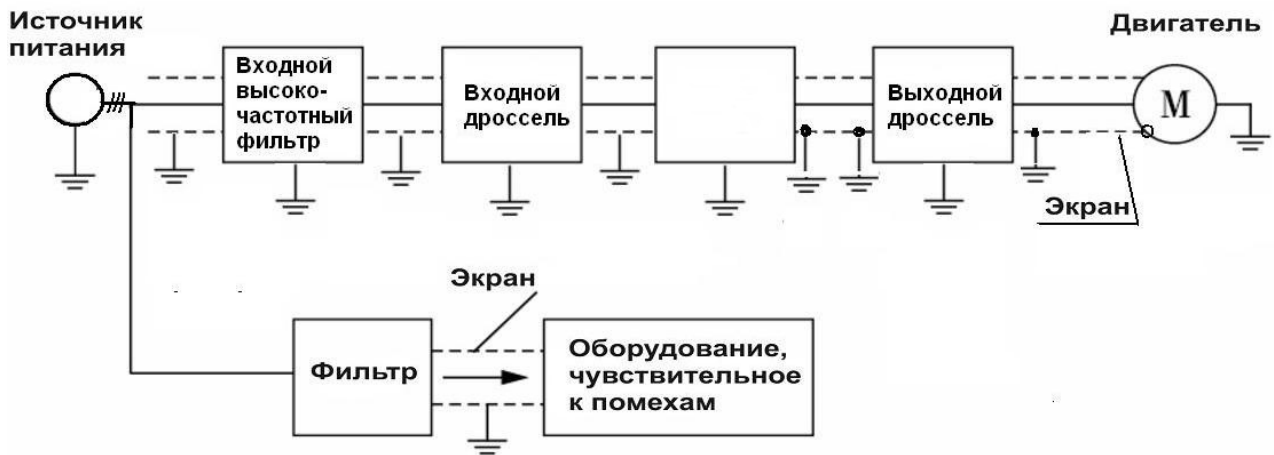 Источник
питания
Двигатель
Входной
высоко-
частотный
фильтр
Входной
дроссель
Выходной
дроссель
М
Экран
Экран
Фильтр
Оборудование,
чувствительное
к помехам